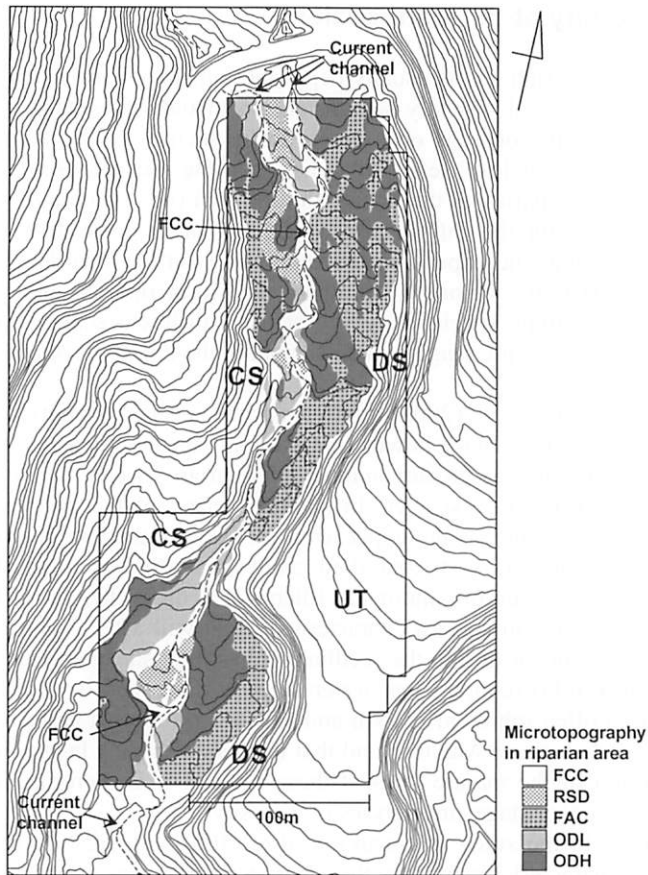 Current
channel
FCC
CS
DS
CS
UT
FCC
DS
Current
channel
100m
Microtopography
in riparian area
FCC
RSD
FAC
ODL
ODH